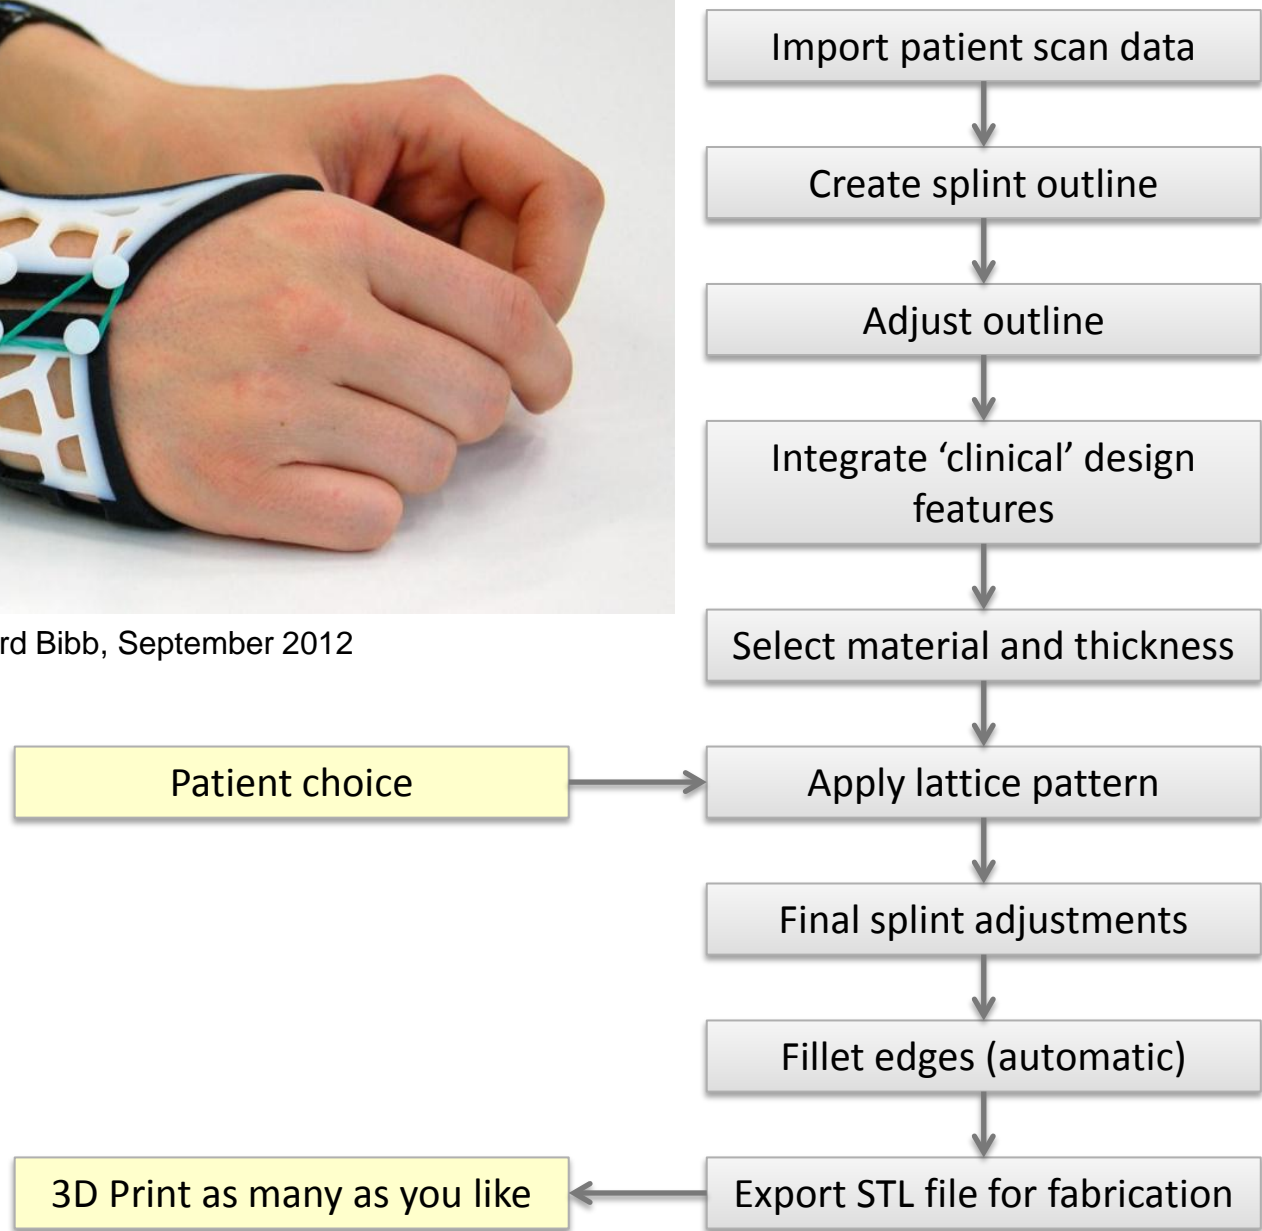 Import patient scan data
Create splint outline
Adjust outline
Integrate ‘clinical’ design
features
Bibb, September 2012
Select material and thickness
Patient choice
Apply lattice pattern
Final splint adjustments
Fillet edges (automatic)
3D Print as many as you like
Export STL file for fabrication